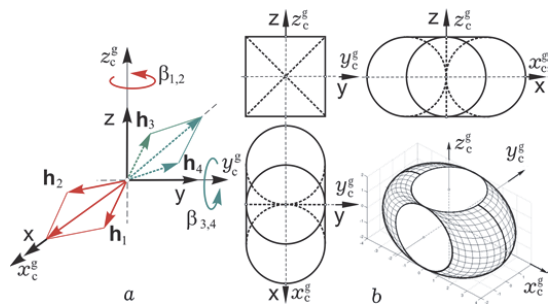 z_c^g
β_{1,2}
z
h_3
h_4
y_c^g
y
β_{3,4}
h_2
h_1
x
x_c^g
a
z z_c^g
y_c^g
y
z z_c^g
x_c^g
x
y_c^g
y
x x_c^g
z_c^g
y_c^g
x_c^g
b